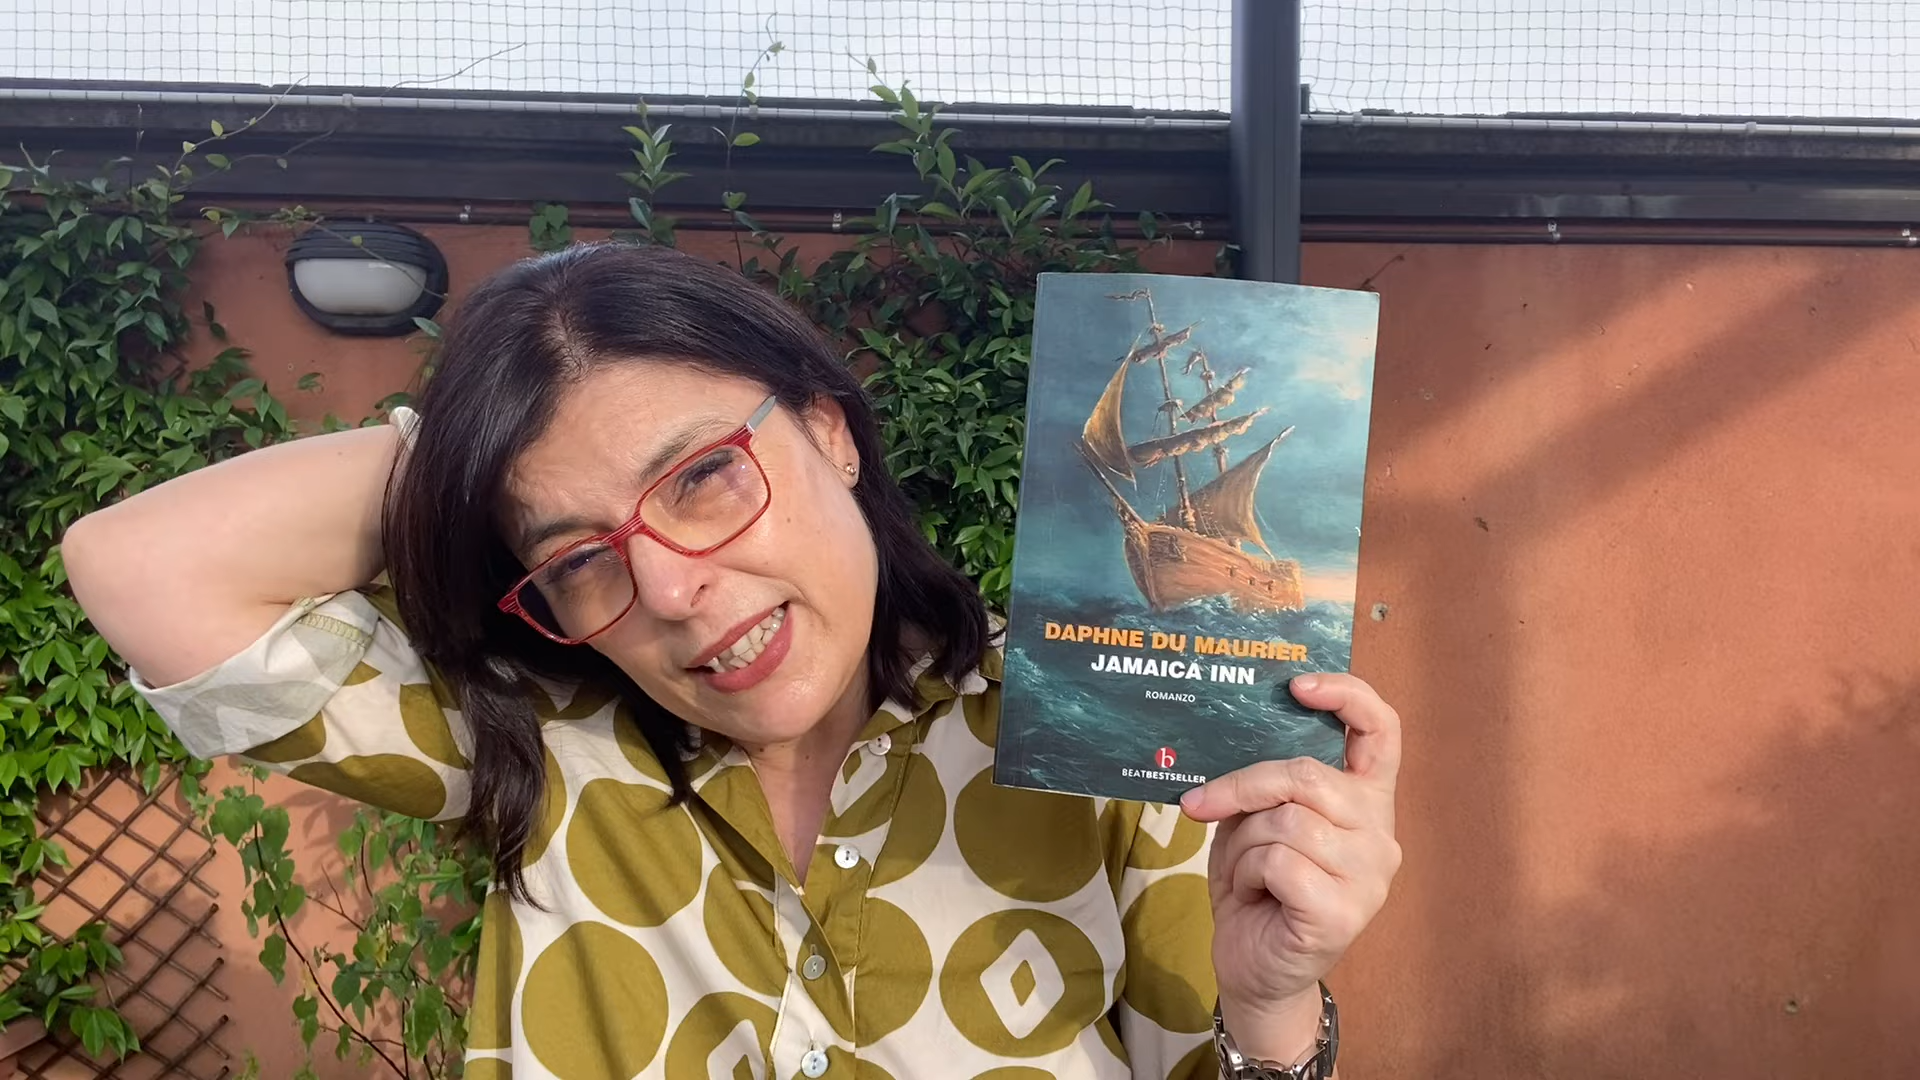 DAPHNE DU MAURIER
JAMAICA INN
ROMANZO
b
BEATBESTSELLER